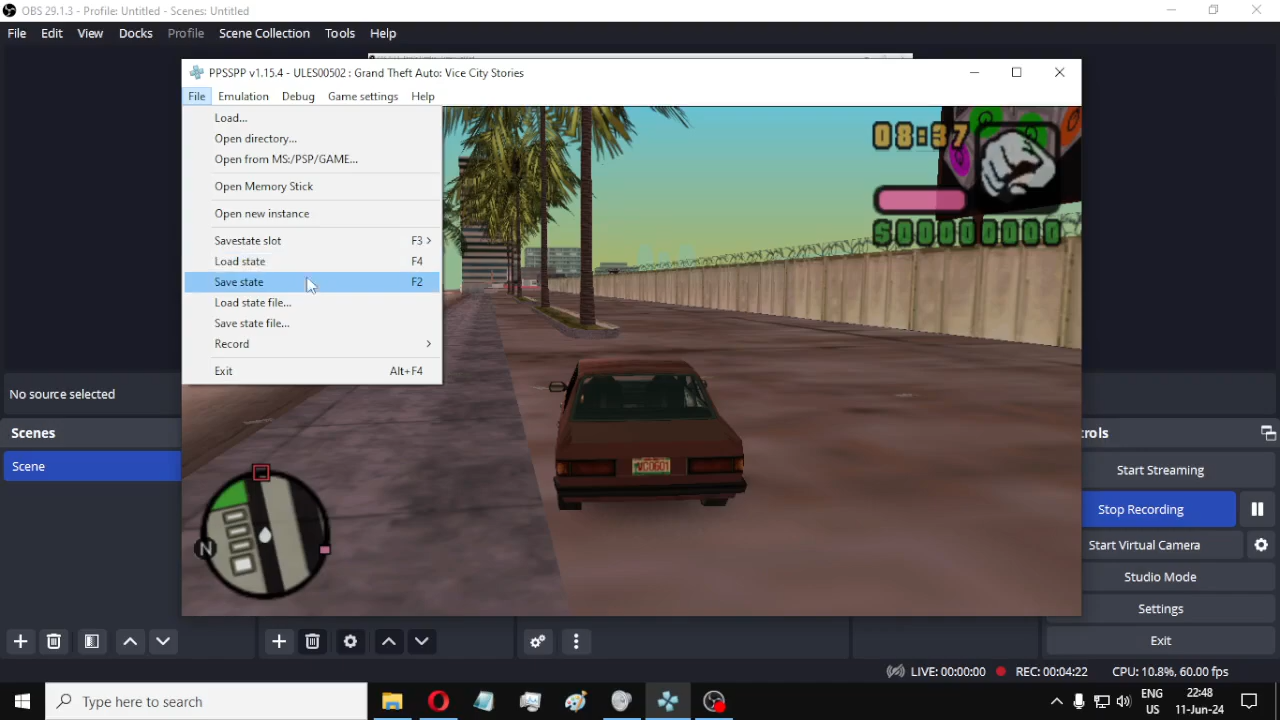 OBS 29.1.3 - Profile: Untitled - Scenes: Untitled
File Edit View Docks Profile Scene Collection Tools Help
PPSSPP v1.15.4 - ULES00502 : Grand Theft Auto: Vice City Stories
File Emulation Debug Game settings Help
Load...
Open directory...
Open from MS:/PSP/GAME...
Open Memory Stick
Open new instance
Savestate slot F3
Load state F4
Save state F2
Load state file...
Save state file...
Record
Exit Alt+F4
08:37
$00000000
N
No source selected
Scenes
Scene
trols
Start Streaming
Stop Recording
Start Virtual Camera
Studio Mode
Settings
Exit
LIVE: 00:00:00 REC: 00:04:22 CPU: 10.8%, 60.00 fps
Type here to search
ENG
US
22:48
11-Jun-24